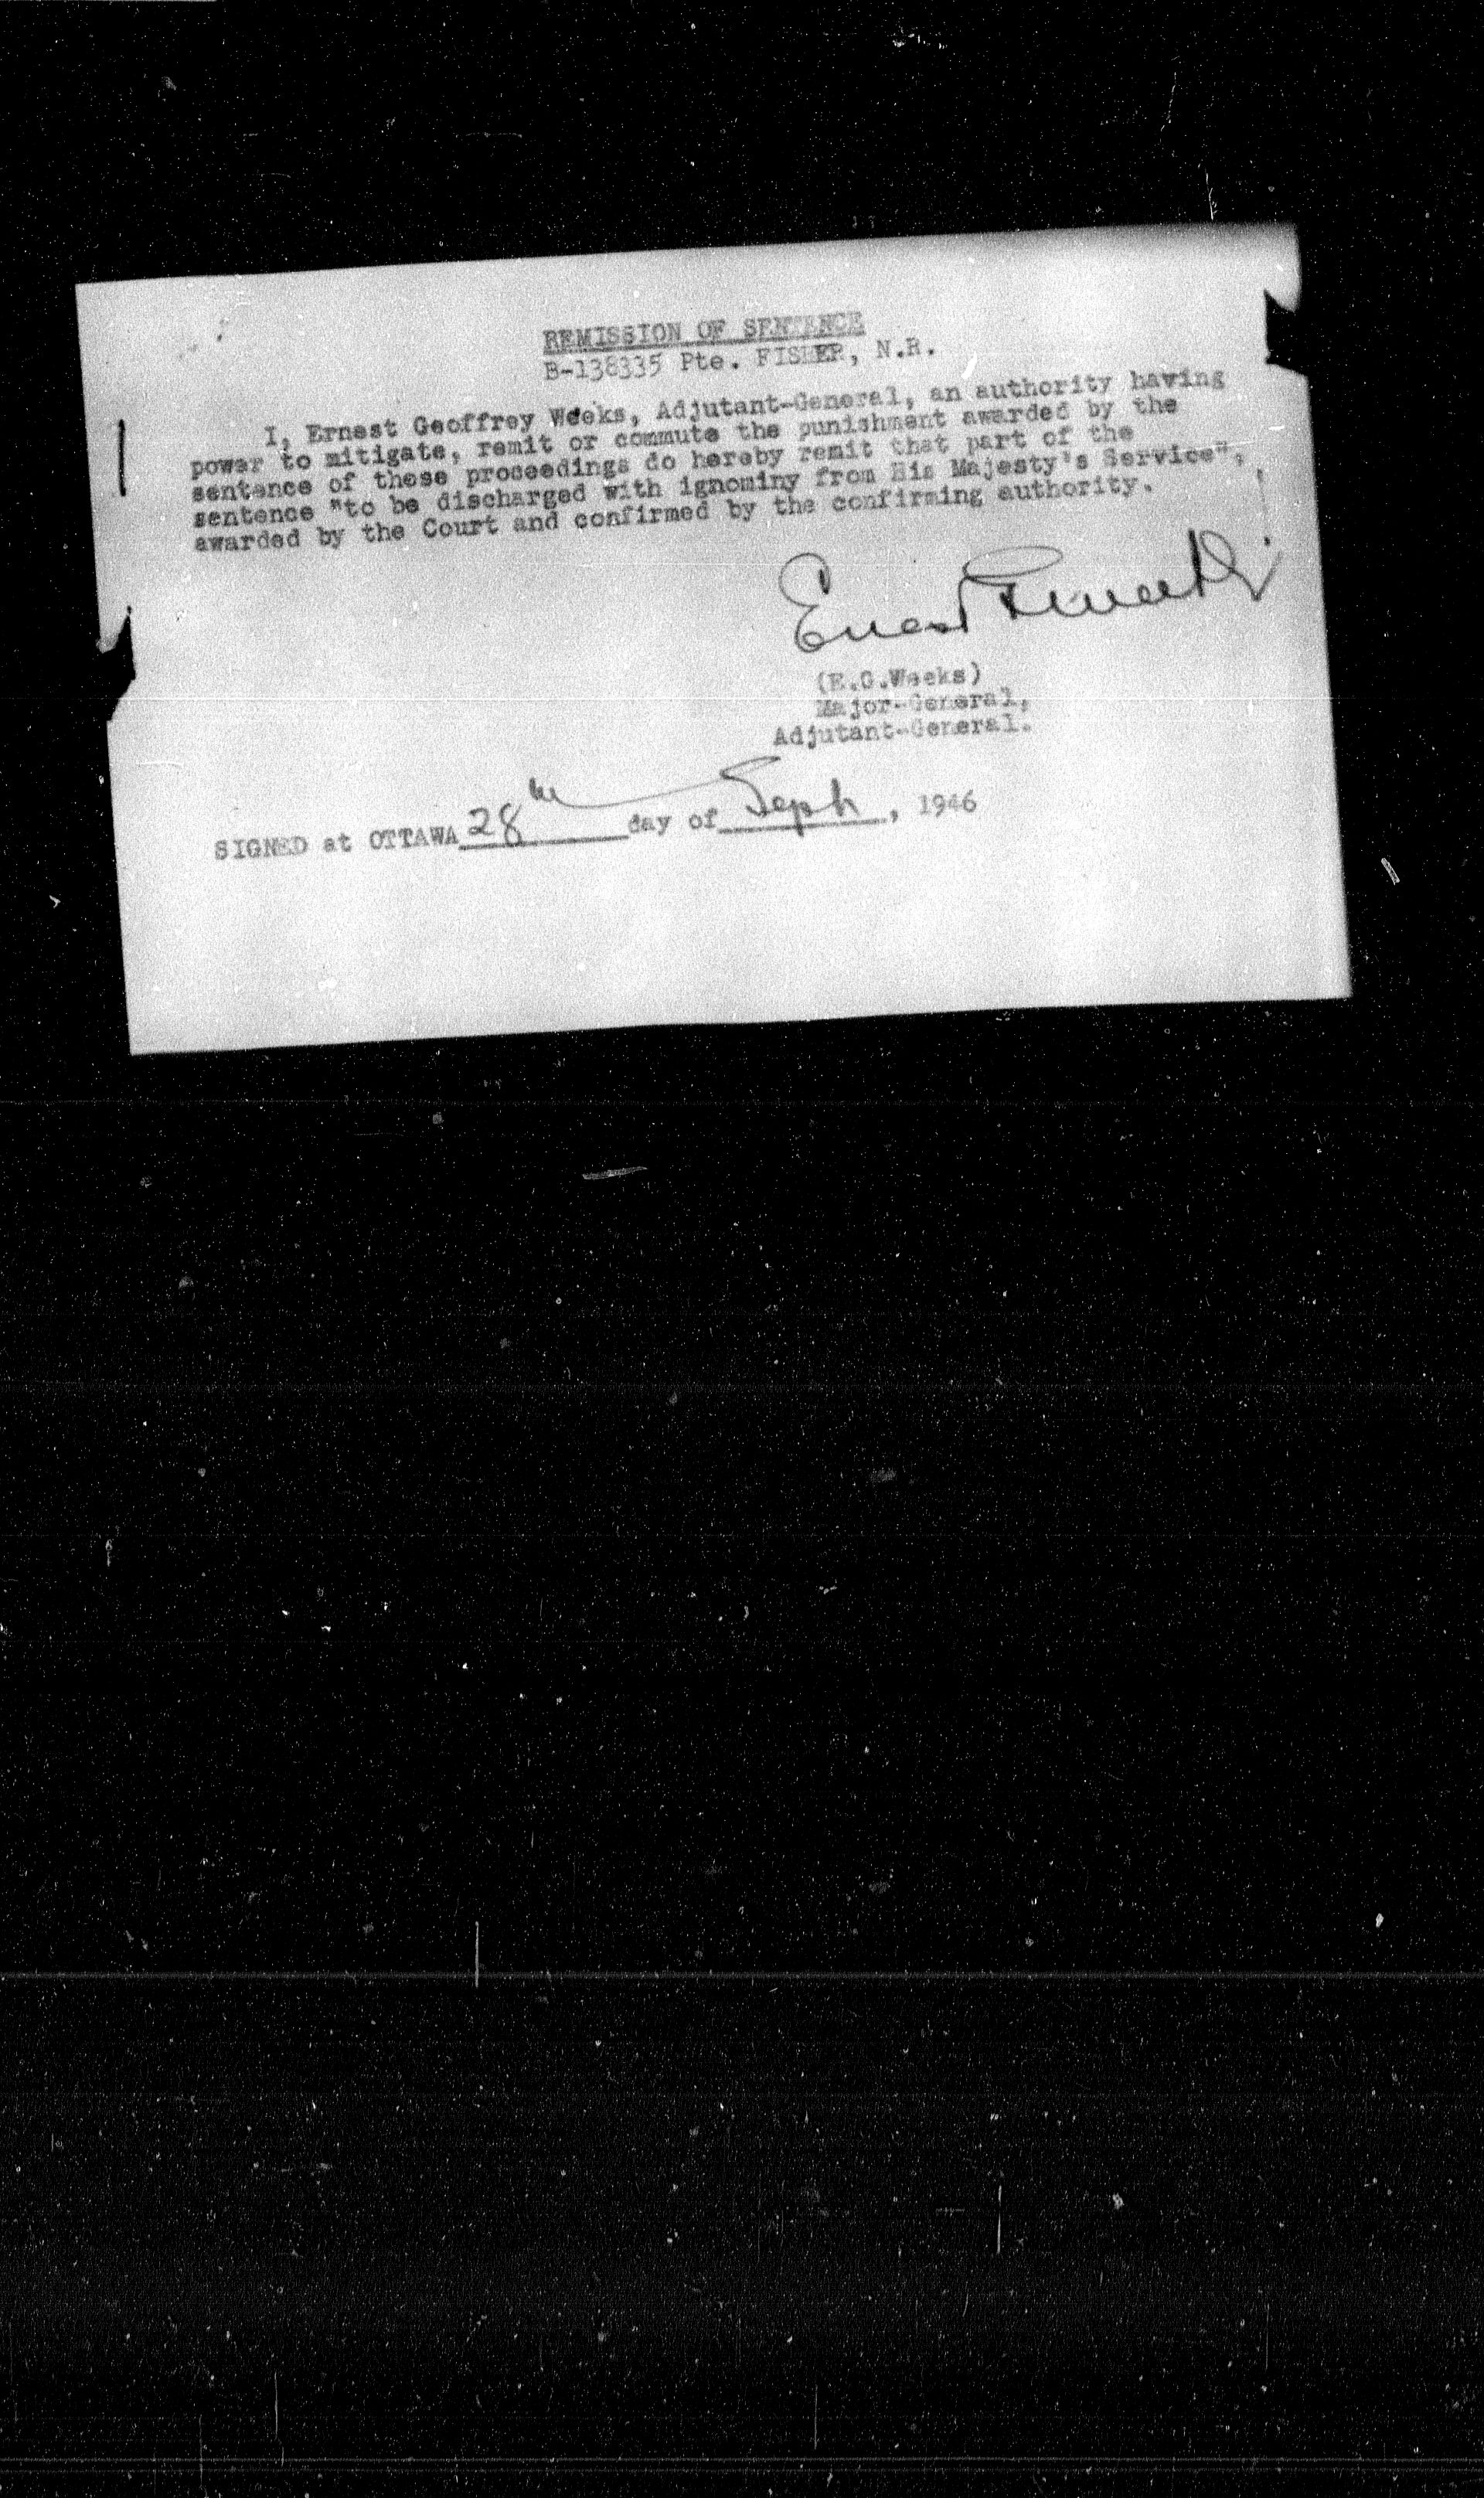 REMISSION OF SENTENCE
B-138335 Pte. FISHER, N.R.
I, Ernest Geoffrey Weeks, Adjutant-General, an authority having
power to mitigate, remit or commute the punishment awarded by the
sentence of these proceedings do hereby remit that part of the
sentence "to be discharged with ignominy from His Majesty's Service",
awarded by the Court and confirmed by the confirming authority.
Ernest G Weeks
(E.G.Weeks)
Major-General,
Adjutant-General.
SIGNED at OTTAWA 28th day of Sept, 1946